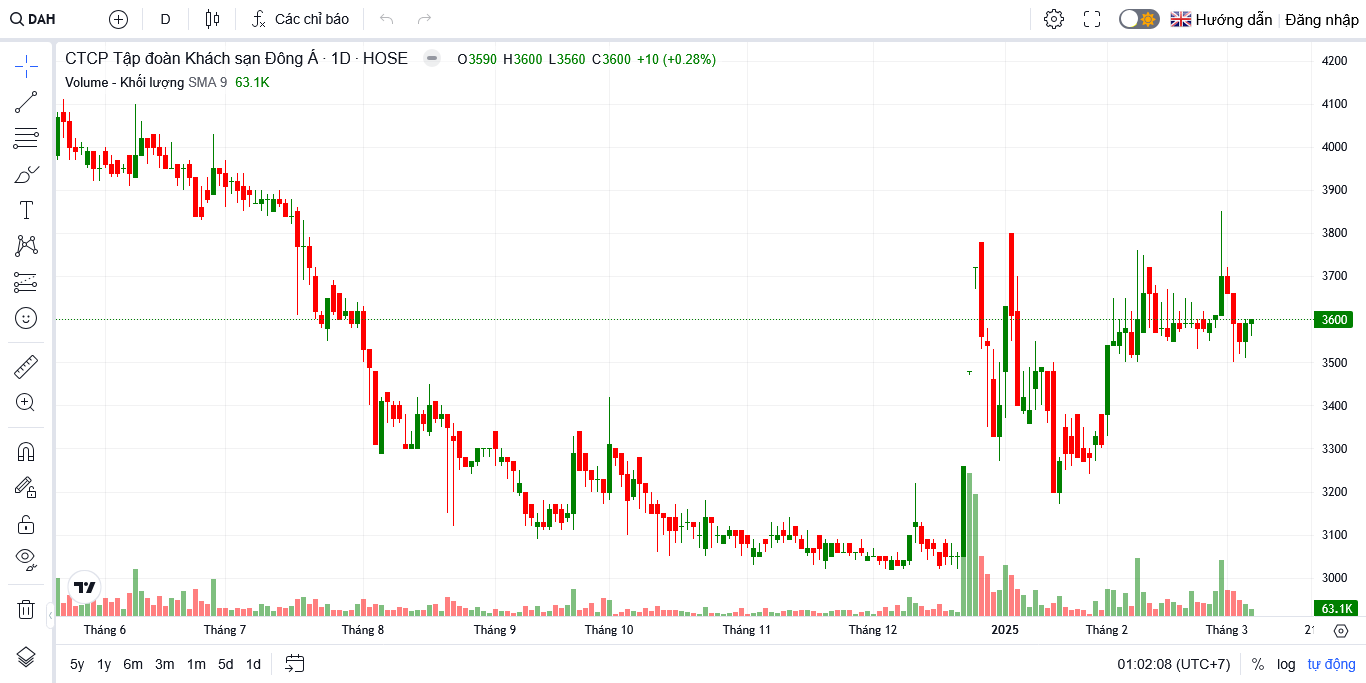 DAH D Các chỉ báo Hướng dẫn Đăng nhập
CTCP Tập đoàn Khách sạn Đông Á · 1D · HOSE O3590 H3600 L3560 C3600 +10 (+0.28%)
Volume - Khối lượng SMA 9 63.1K
4200
4100
4000
3900
3800
3700
3600
3500
3400
3300
3200
3100
3000
63.1K
Tháng 6 Tháng 7 Tháng 8 Tháng 9 Tháng 10 Tháng 11 Tháng 12 2025 Tháng 2 Tháng 3
5y 1y 6m 3m 1m 5d 1d 01:02:08 (UTC+7) % log tự động